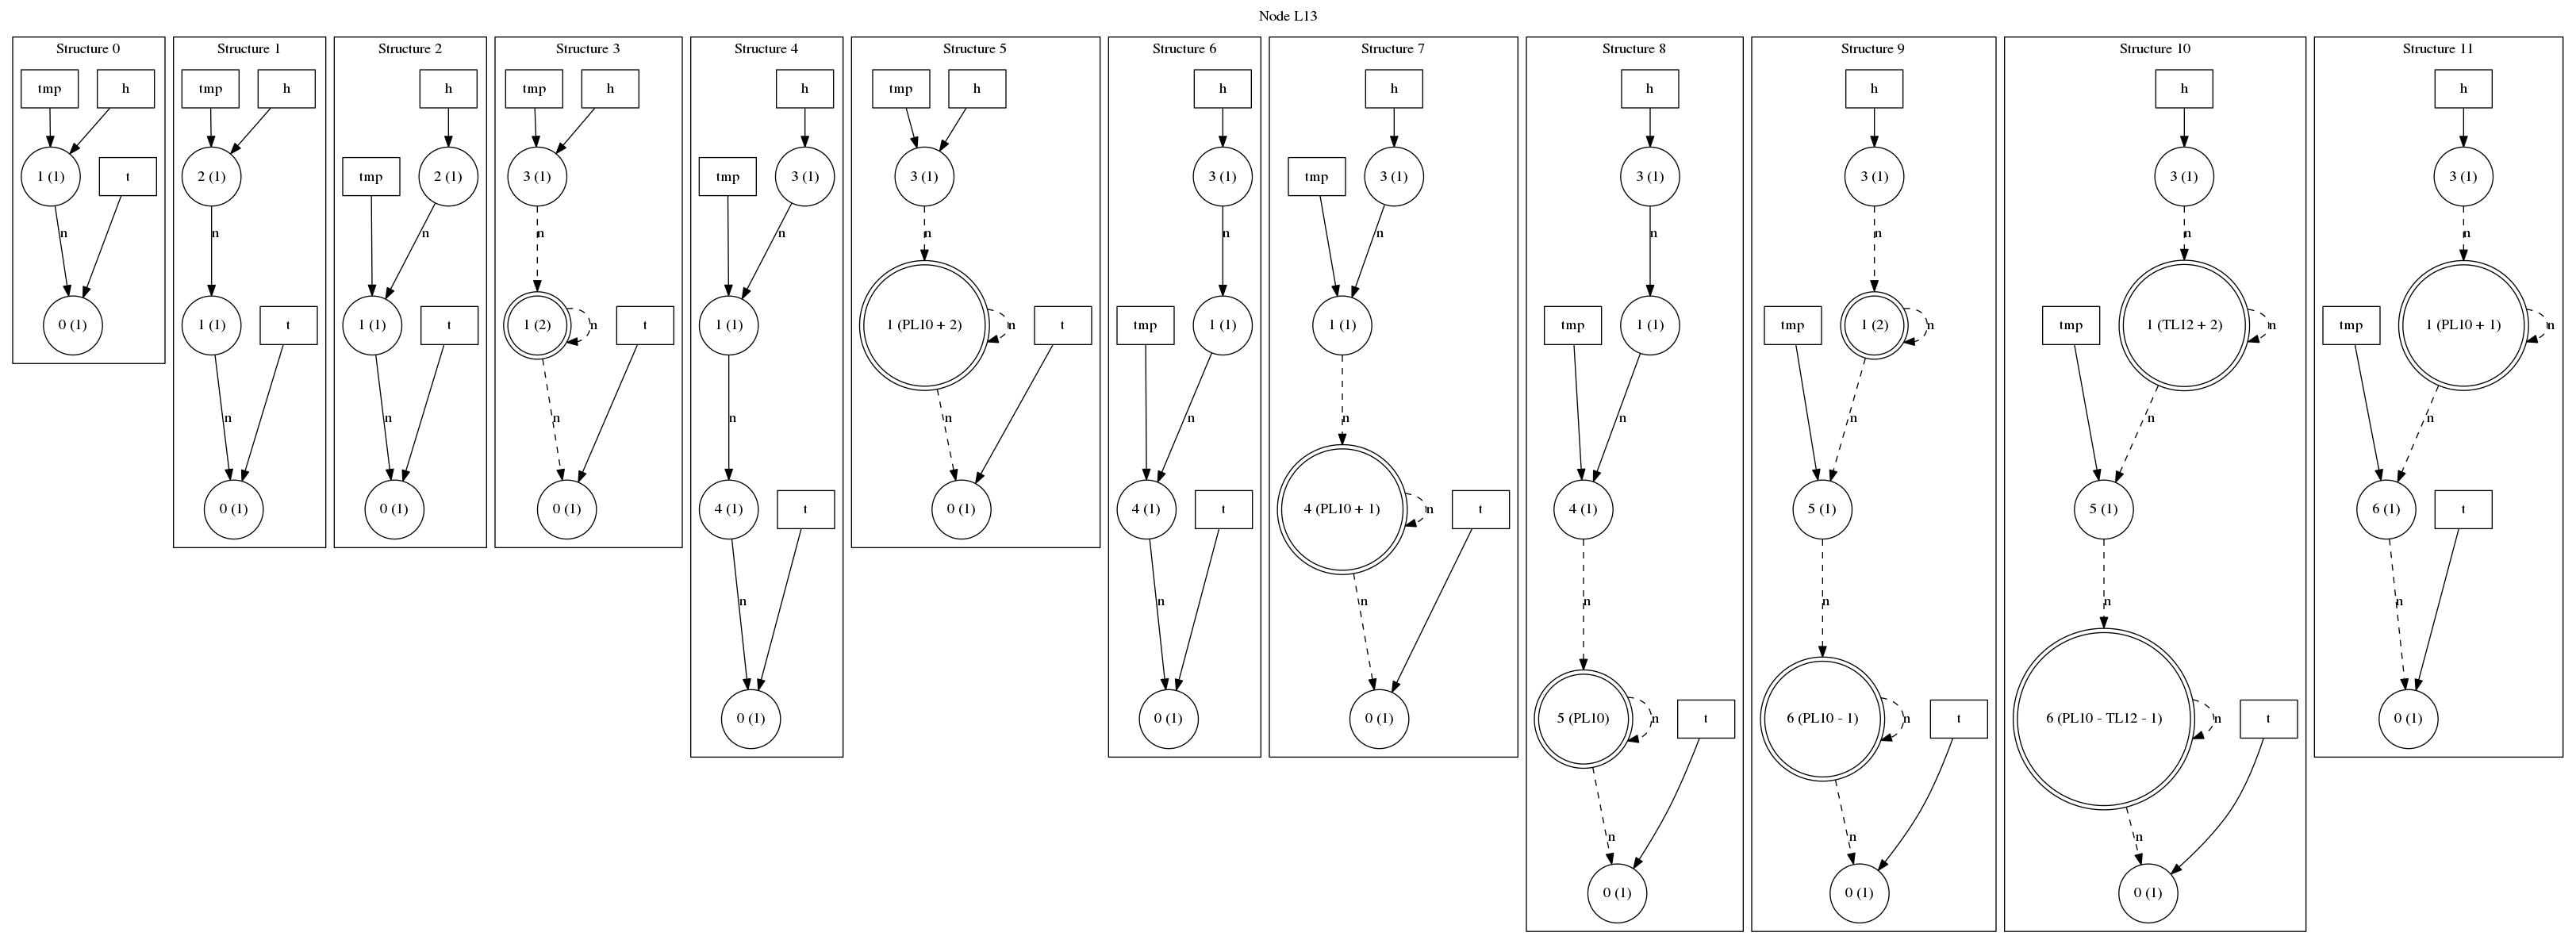 Node L13
Structure 0
tmp
h
1 (1)
t
n
0 (1)
Structure 1
tmp
h
2 (1)
n
1 (1)
t
n
0 (1)
Structure 2
h
tmp
2 (1)
n
1 (1)
t
n
0 (1)
Structure 3
tmp
h
3 (1)
n
1 (2)
n
t
n
0 (1)
Structure 4
h
tmp
3 (1)
n
1 (1)
n
4 (1)
t
n
0 (1)
Structure 5
tmp
h
3 (1)
n
1 (PL10 + 2)
n
t
n
0 (1)
Structure 6
h
3 (1)
n
tmp
1 (1)
n
4 (1)
t
n
0 (1)
Structure 7
h
tmp
3 (1)
n
1 (1)
n
4 (PL10 + 1)
n
t
n
0 (1)
Structure 8
h
3 (1)
n
tmp
1 (1)
n
4 (1)
n
5 (PL10)
n
t
n
0 (1)
Structure 9
h
3 (1)
n
tmp
1 (2)
n
n
5 (1)
n
6 (PL10 - 1)
n
t
n
0 (1)
Structure 10
h
3 (1)
n
tmp
1 (TL12 + 2)
n
n
5 (1)
n
6 (PL10 - TL12 - 1)
n
t
n
0 (1)
Structure 11
h
3 (1)
n
tmp
1 (PL10 + 1)
n
n
6 (1)
t
n
0 (1)